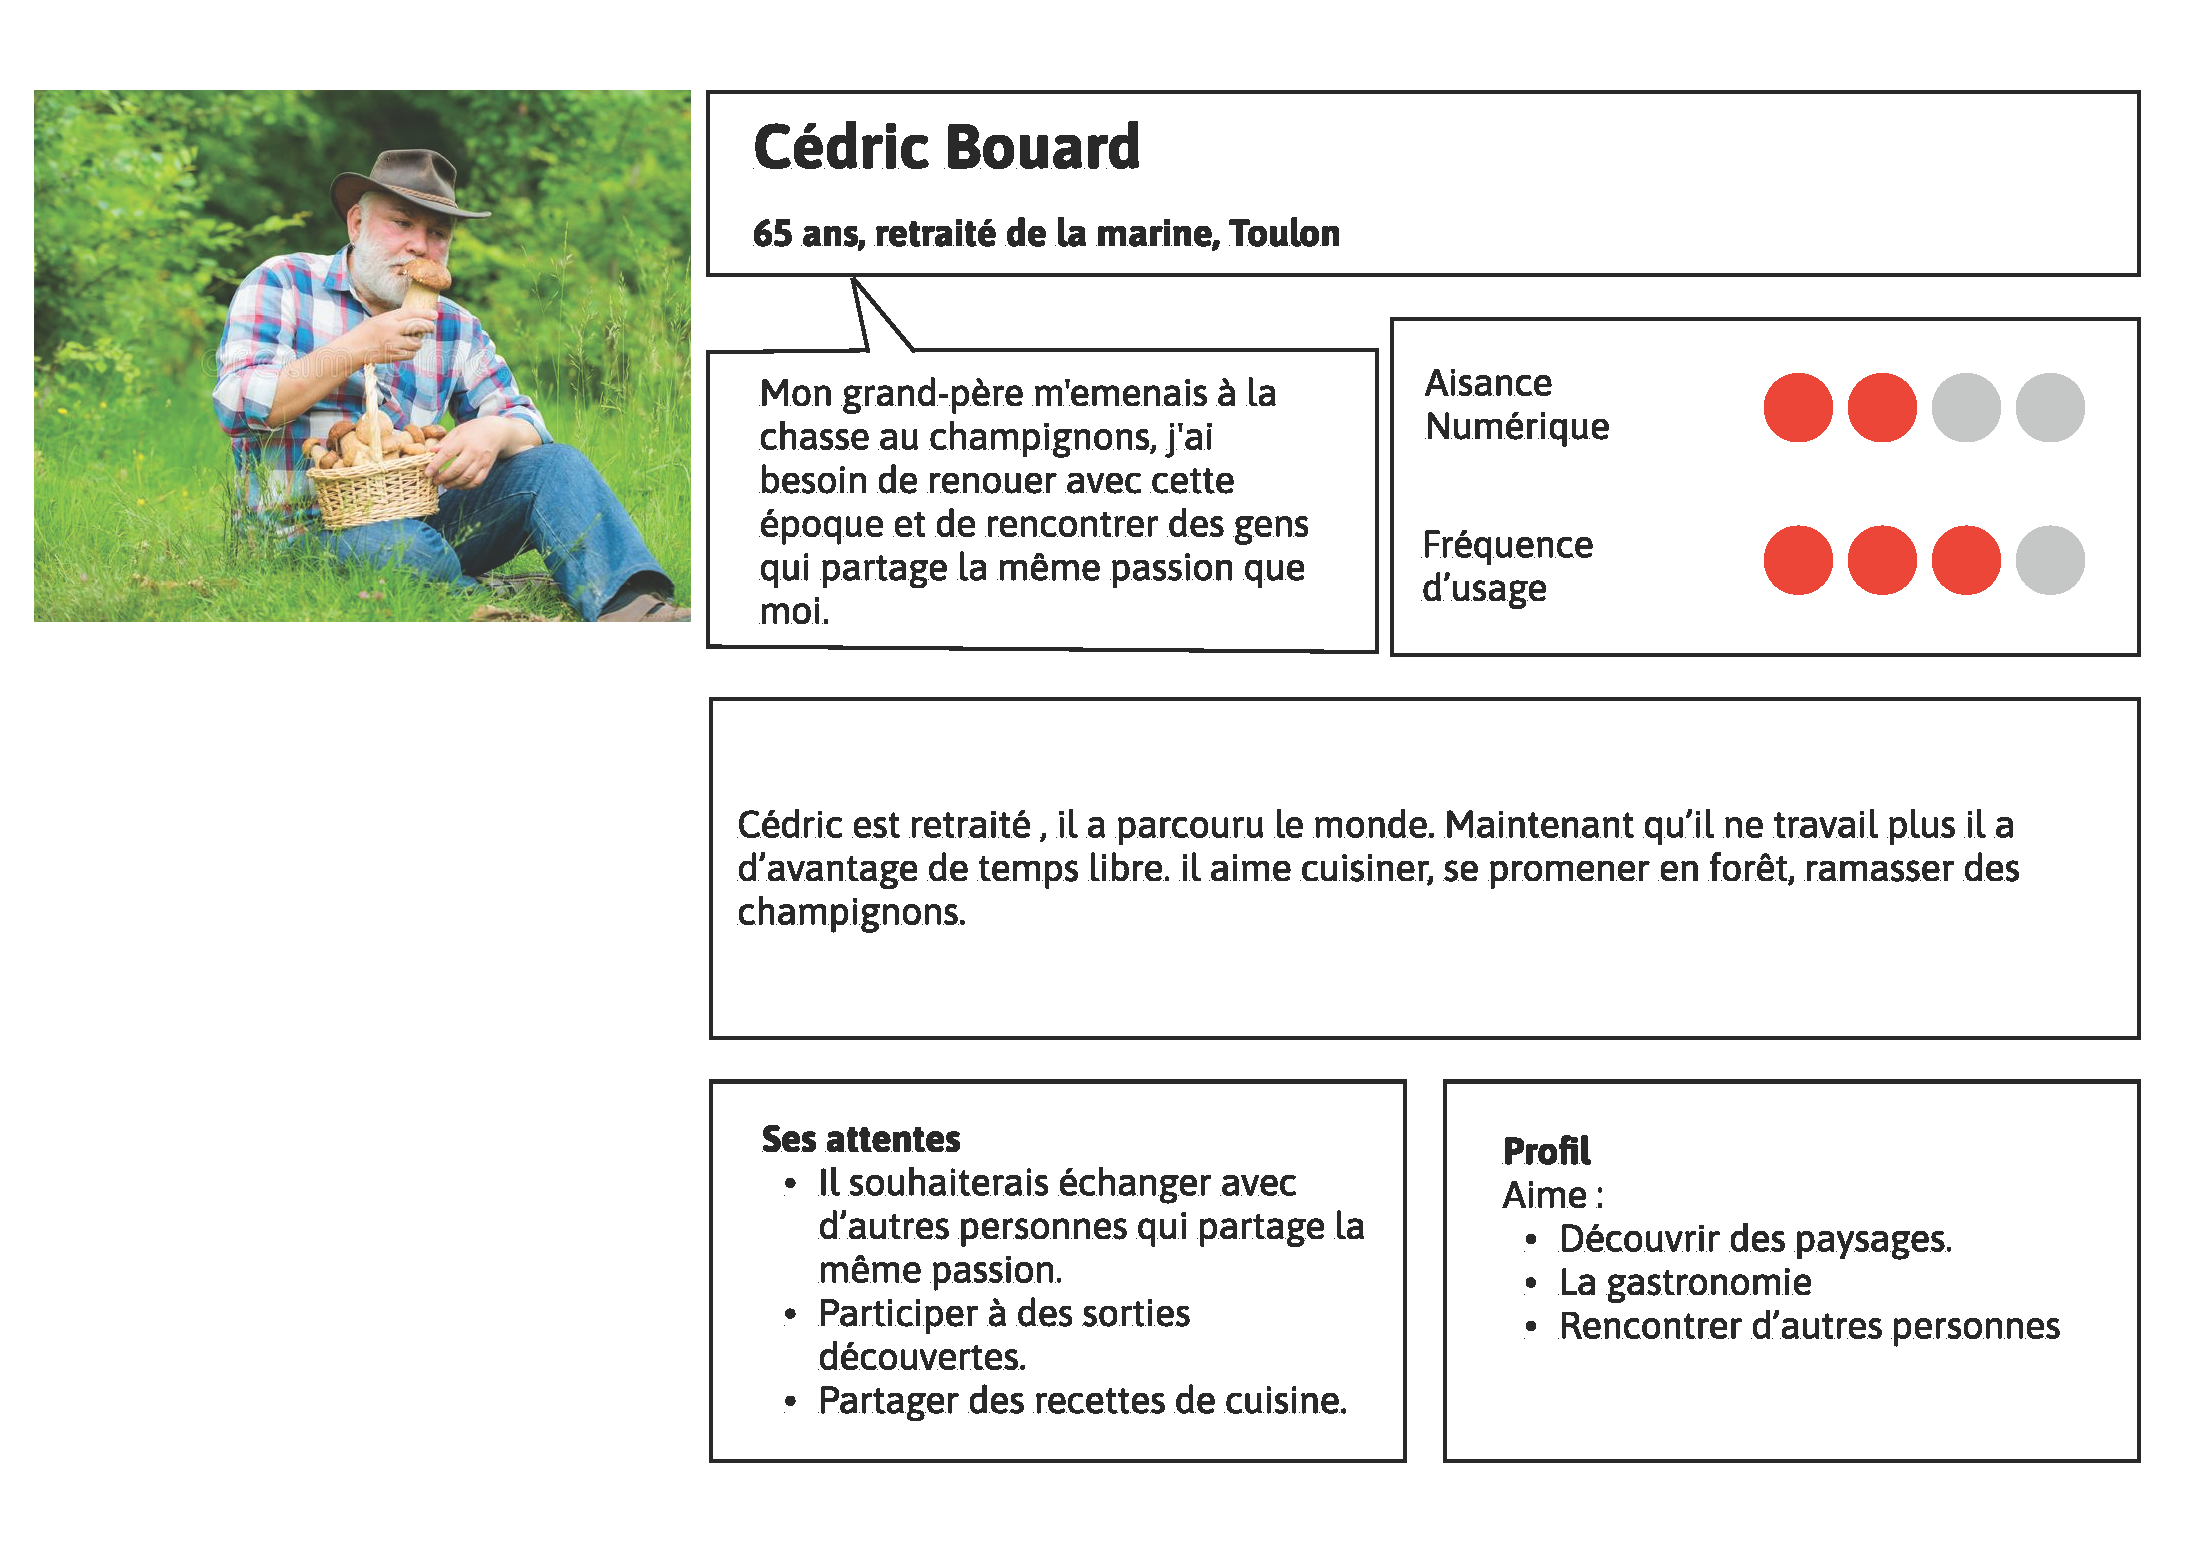 Cédric Bouard
65 ans, retraité de la marine, Toulon
Mon grand-père m'emenais à la
chasse au champignons, j'ai
besoin de renouer avec cette
époque et de rencontrer des gens
qui partage la même passion que
moi.
Aisance
Numérique
Fréquence
d’usage
Cédric est retraité , il a parcouru le monde. Maintenant qu’il ne travail plus il a
d’avantage de temps libre. il aime cuisiner, se promener en forêt, ramasser des
champignons.
Ses attentes
• Il souhaiterais échanger avec
d’autres personnes qui partage la
même passion.
• Participer à des sorties
découvertes.
• Partager des recettes de cuisine.
Profil
Aime :
• Découvrir des paysages.
• La gastronomie
• Rencontrer d’autres personnes
dreamstime